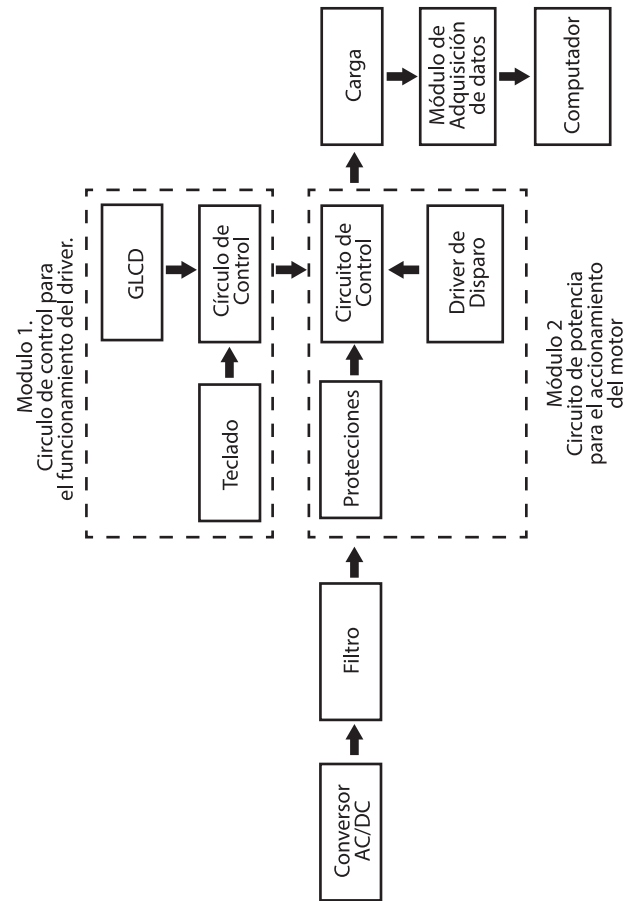 Modulo 1.
Circulo de control para
el funcionamiento del driver.
GLCD
Teclado
Círculo de
Control
Conversor
AC/DC
Filtro
Protecciones
Circuito de
Control
Carga
Driver de
Disparo
Módulo de
Adquisición
de datos
Módulo 2
Circuito de potencia
para el accionamiento
del motor
Computador